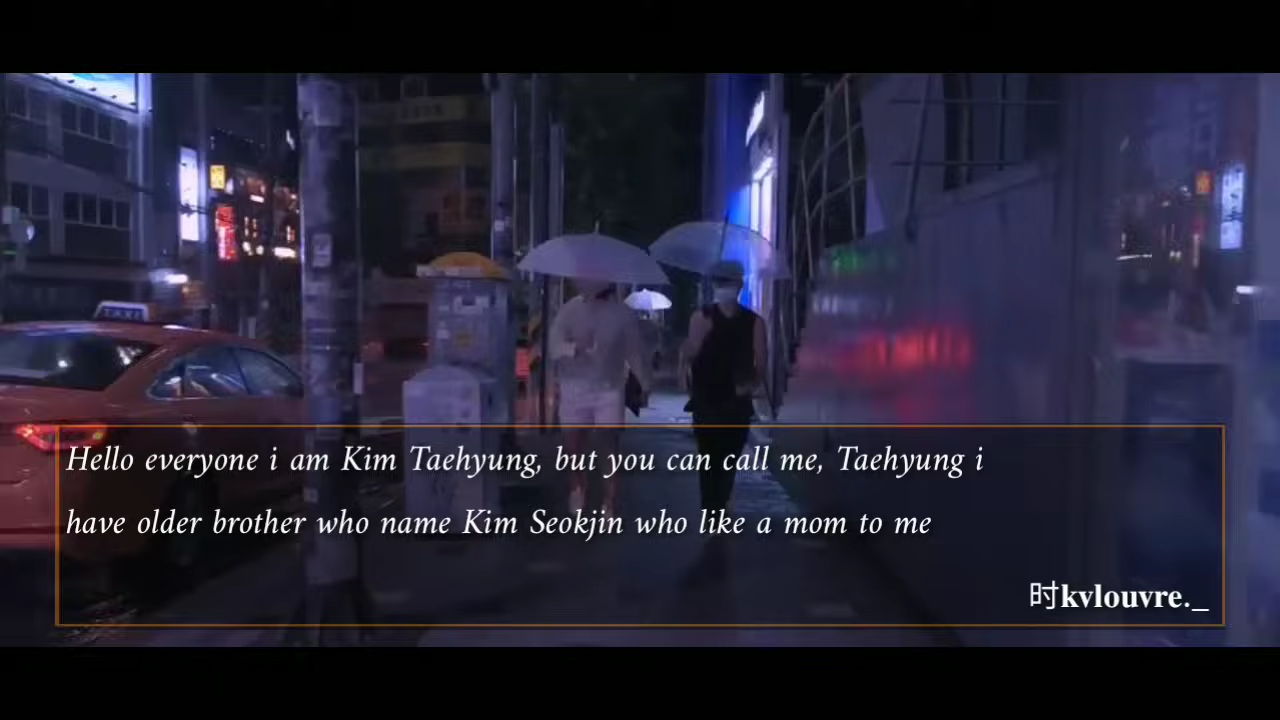 TAXI
Hello everyone i am Kim Taehyung, but you can call me, Taehyung i
have older brother who name Kim Seokjin who like a mom to me
时kvlouvre._